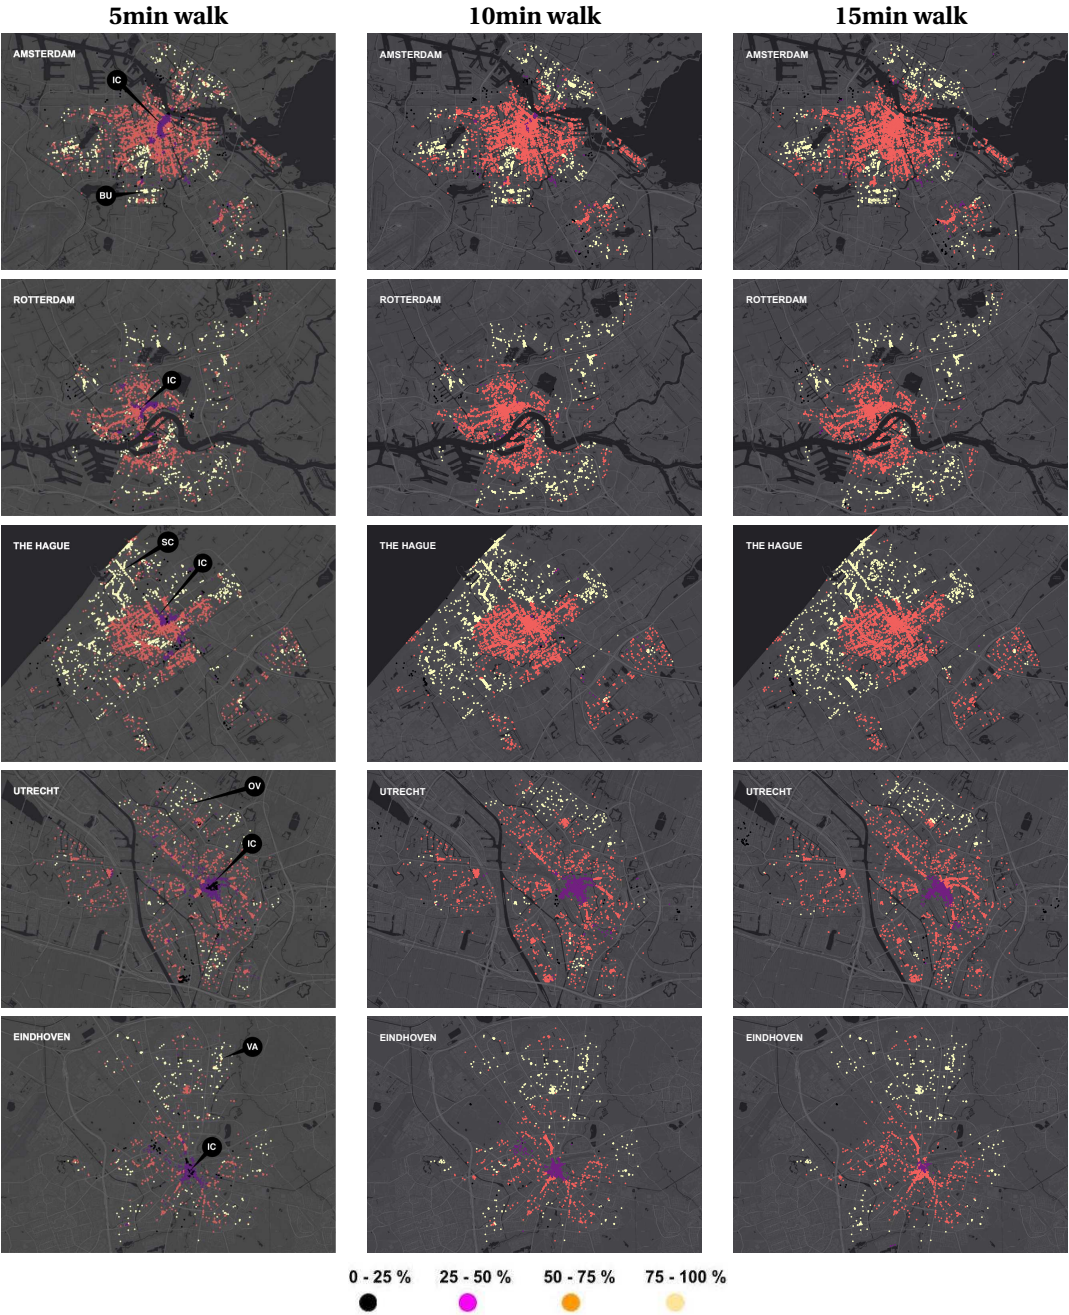 5min walk 10min walk 15min walk
AMSTERDAM AMSTERDAM AMSTERDAM
IC
BU
ROTTERDAM ROTTERDAM ROTTERDAM
IC
THE HAGUE THE HAGUE THE HAGUE
SC
IC
UTRECHT UTRECHT UTRECHT
OV
IC
EINDHOVEN EINDHOVEN EINDHOVEN
VA
IC
0 - 25 % 25 - 50 % 50 - 75 % 75 - 100 %